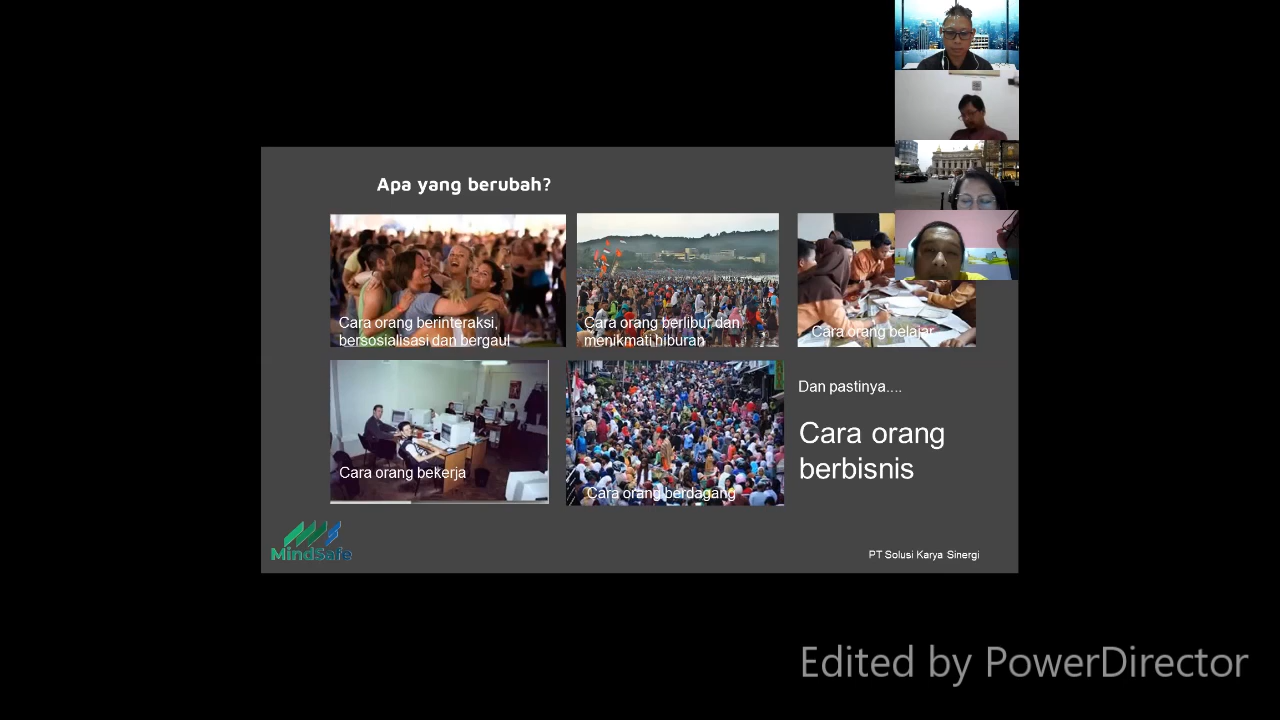 Apa yang berubah?
Cara orang berinteraksi,
bersosialisasi dan bergaul
Cara orang berlibur dan
menikmati hiburan
Cara orang belajar
Cara orang bekerja
Cara orang berdagang
Dan pastinya....
Cara orang
berbisnis
MindSafe
PT Solusi Karya Sinergi
Edited by PowerDirector